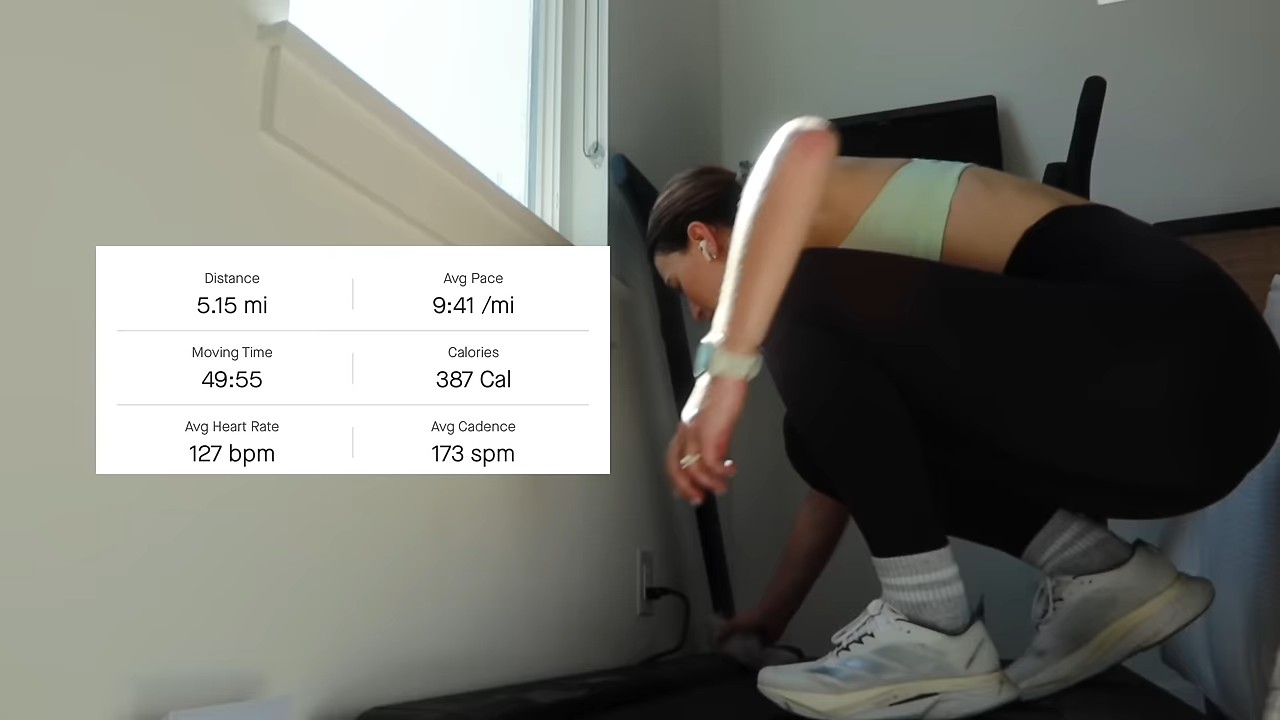 Distance
Avg Pace
5.15 mi
9:41 /mi
Moving Time
Calories
49:55
387 Cal
Avg Heart Rate
Avg Cadence
127 bpm
173 spm